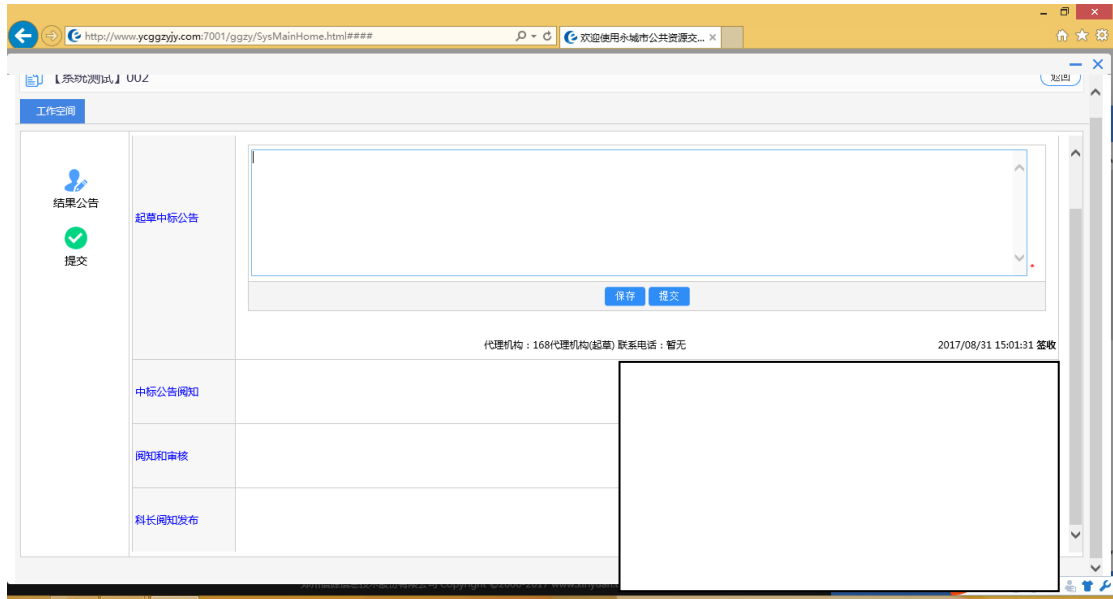 http://www.ycggzyjy.com:7001/ggzy/SysMainHome.html####
欢迎使用永城市公共资源交... ×
【系统测试】002
返回
工作空间
结果公告
提交
起草中标公告
*
保存 提交
代理机构：168代理机构(起草) 联系电话：暂无
2017/08/31 15:01:31 签收
中标公告阅知
阅知和审核
科长阅知发布